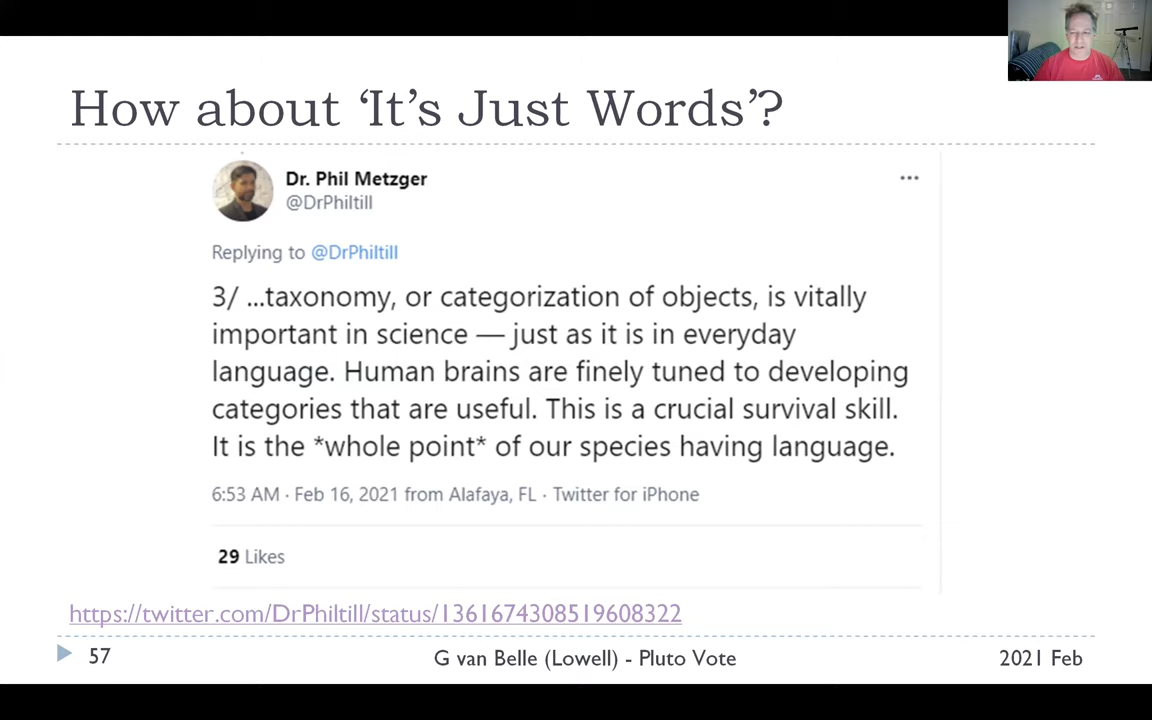 How about ‘It’s Just Words’?
Dr. Phil Metzger
@DrPhiltill
Replying to @DrPhiltill
3/ ...taxonomy, or categorization of objects, is vitally
important in science — just as it is in everyday
language. Human brains are finely tuned to developing
categories that are useful. This is a crucial survival skill.
It is the *whole point* of our species having language.
6:53 AM · Feb 16, 2021 from Alafaya, FL · Twitter for iPhone
29 Likes
https://twitter.com/DrPhiltill/status/1361674308519608322
57
G van Belle (Lowell) - Pluto Vote
2021 Feb